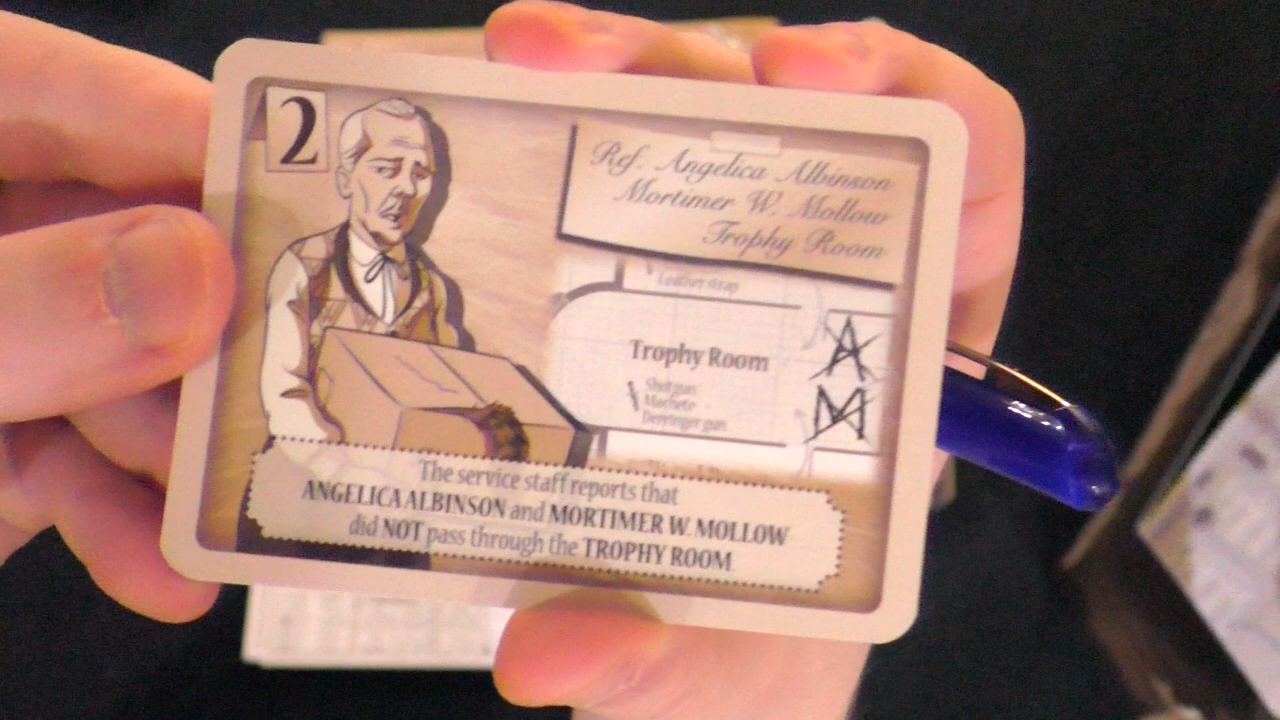 2
Ref. Angelica Albinson
Mortimer W. Mollow
Trophy Room
Leather strap
Trophy Room
Shotgun
Machete
Derringer gun
A
M
The service staff reports that
ANGELICA ALBINSON and MORTIMER W. MOLLOW
did NOT pass through the TROPHY ROOM